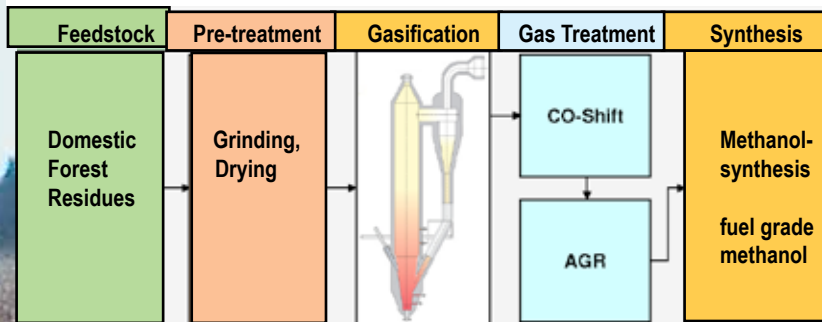 Feedstock
Pre-treatment
Gasification
Gas Treatment
Synthesis
Domestic
Forest
Residues
Grinding,
Drying
CO-Shift
AGR
Methanol-
synthesis
fuel grade
methanol